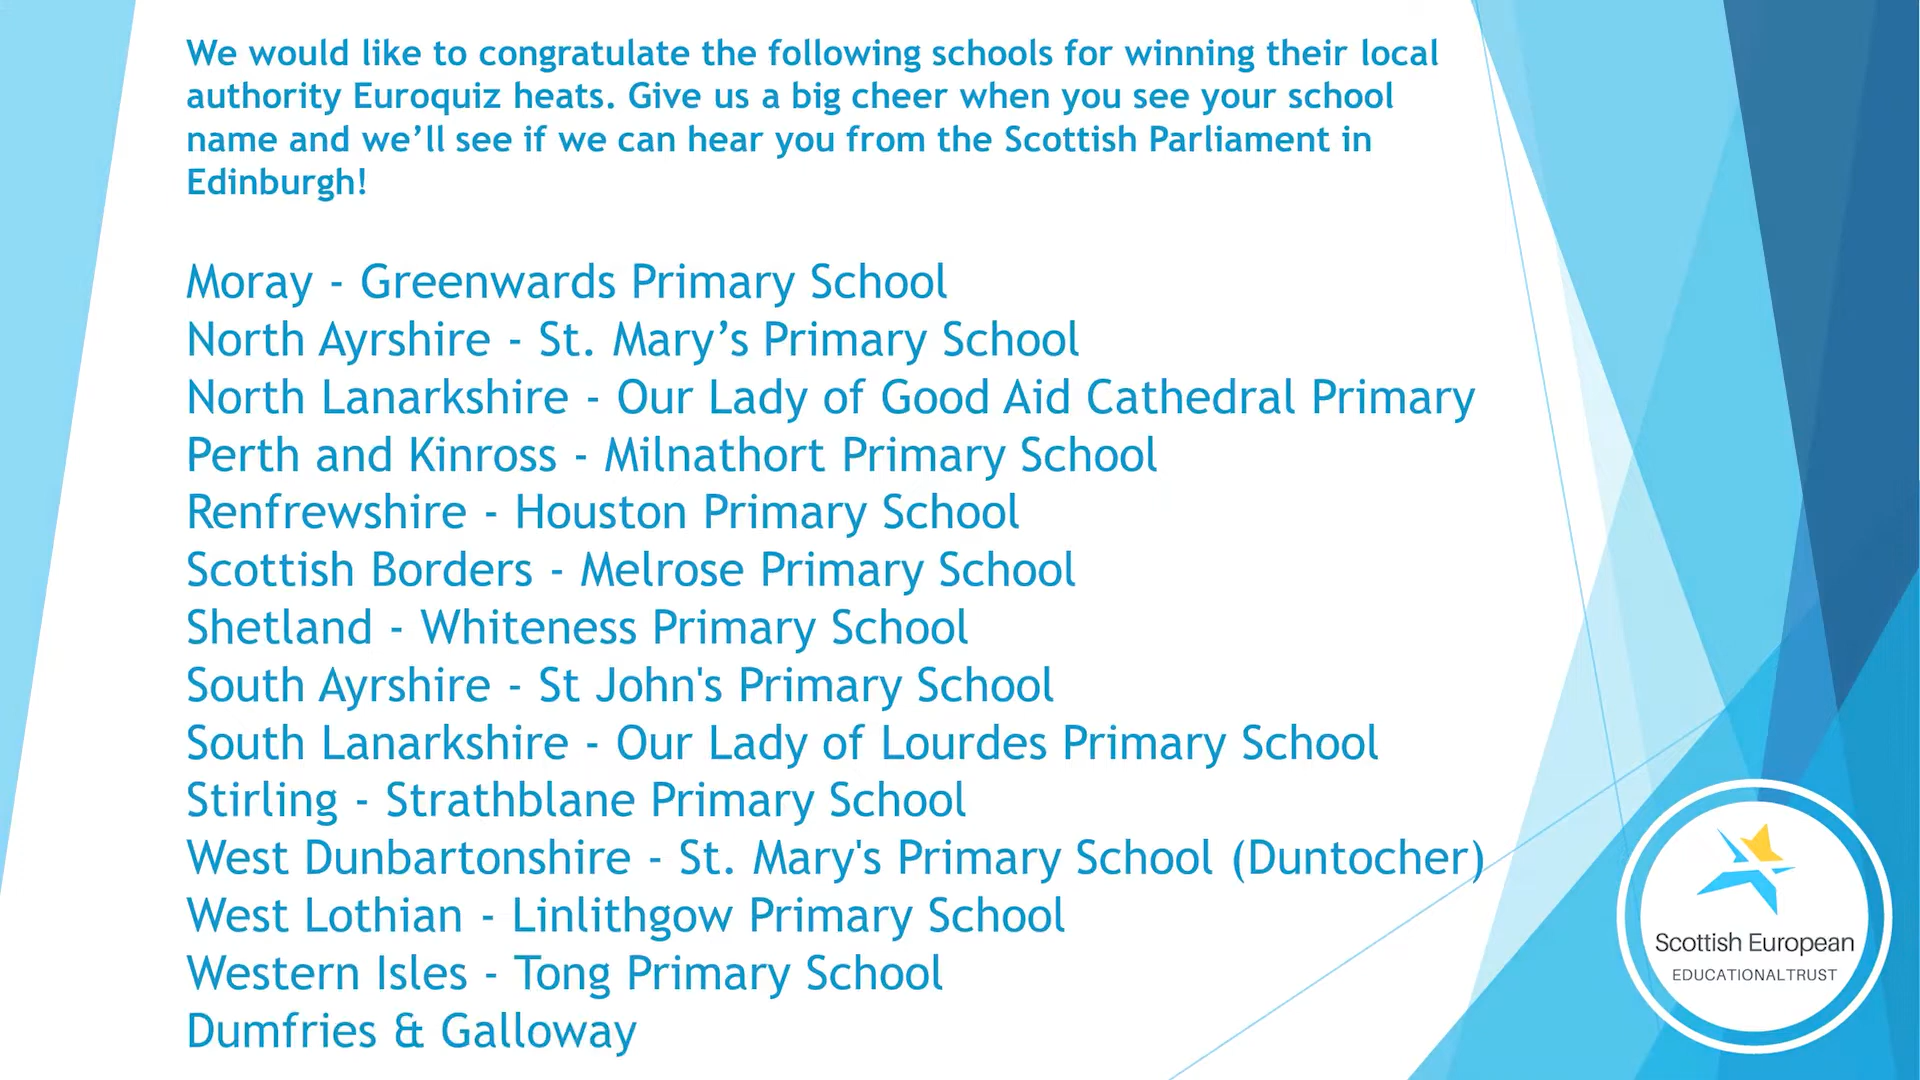 We would like to congratulate the following schools for winning their local
authority Euroquiz heats. Give us a big cheer when you see your school
name and we’ll see if we can hear you from the Scottish Parliament in
Edinburgh!
Moray - Greenwards Primary School
North Ayrshire - St. Mary’s Primary School
North Lanarkshire - Our Lady of Good Aid Cathedral Primary
Perth and Kinross - Milnathort Primary School
Renfrewshire - Houston Primary School
Scottish Borders - Melrose Primary School
Shetland - Whiteness Primary School
South Ayrshire - St John's Primary School
South Lanarkshire - Our Lady of Lourdes Primary School
Stirling - Strathblane Primary School
West Dunbartonshire - St. Mary's Primary School (Duntocher)
West Lothian - Linlithgow Primary School
Western Isles - Tong Primary School
Dumfries & Galloway
Scottish European
EDUCATIONALTRUST